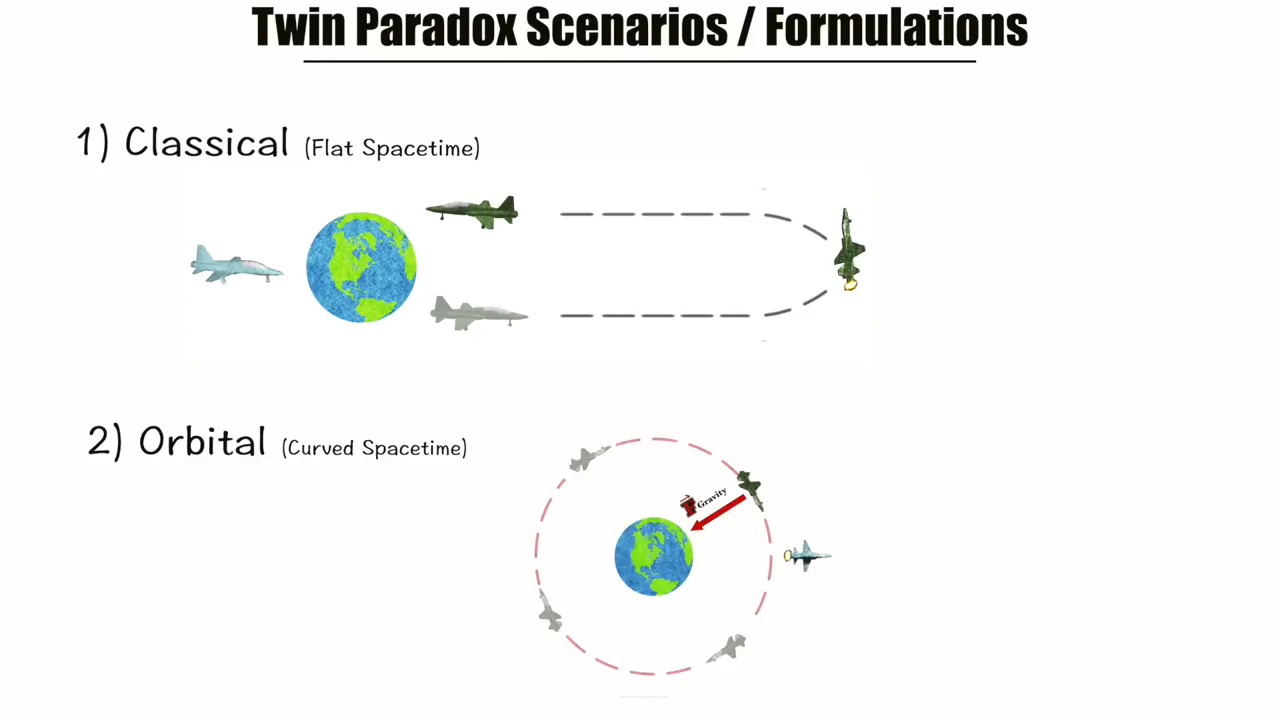 Twin Paradox Scenarios / Formulations
1) Classical (Flat Spacetime)
2) Orbital (Curved Spacetime)
F Gravity